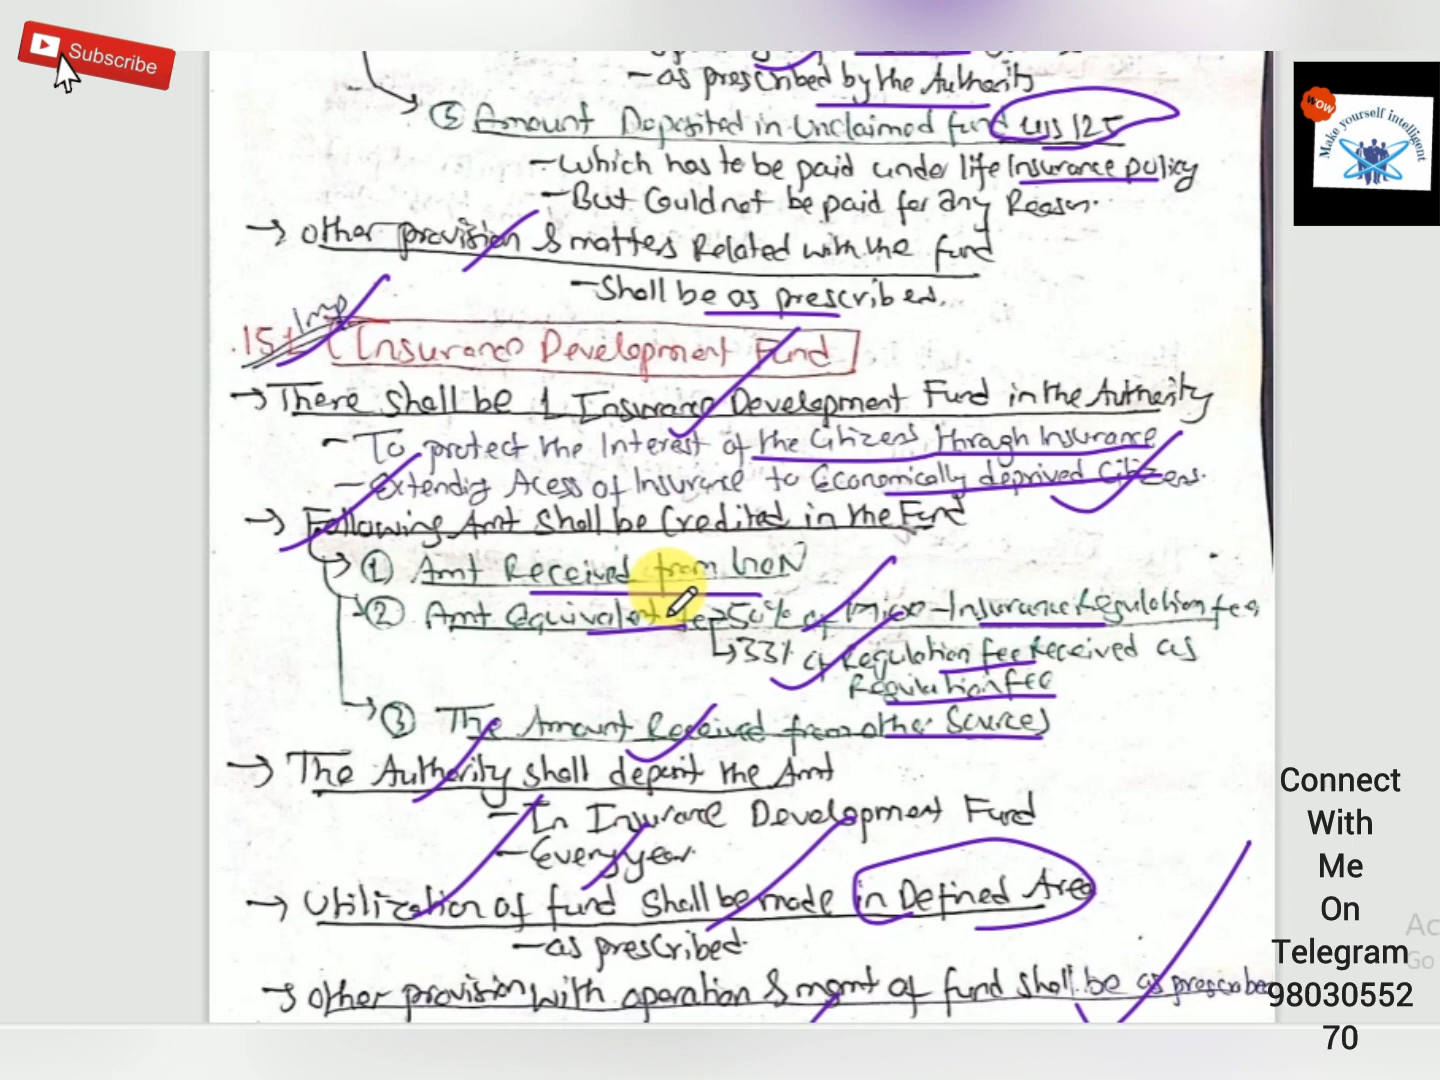 Subscribe
- as prescribed by the Authority
⑤ Amount Deposited in Unclaimed fund u/s 125
- Which has to be paid under life Insurance policy
- But Could not be paid for any Reason.
→ other provision & matters Related with the fund
- Shall be as prescribed.
Imp
Insurance Development Fund
→ There shall be 1 Insurance Development Fund in the Authority
- To protect the Interest of the Citizens through Insurance
- Extending Acess of Insurance to Economically deprived Citizens.
→ Following Amt shall be Credited in the Fund
① Amt Received from GoN
② Amt equivalent to 50% of Micro-Insurance Regulation fee
33% of Regulation fee Received as
Regulation fee
③ The Amount Received from other Sources
→ The Authority shall deposit the Amt
- In Insurance Development Fund
- Every year.
→ Utilization of fund shall be made in Defined Area
- as prescribed.
→ other provision with operation & mgmt of fund shall be as prescribed
WOW
Make yourself intelligent
Connect
With
Me
On
Telegram
98030552
70
Ac
Go